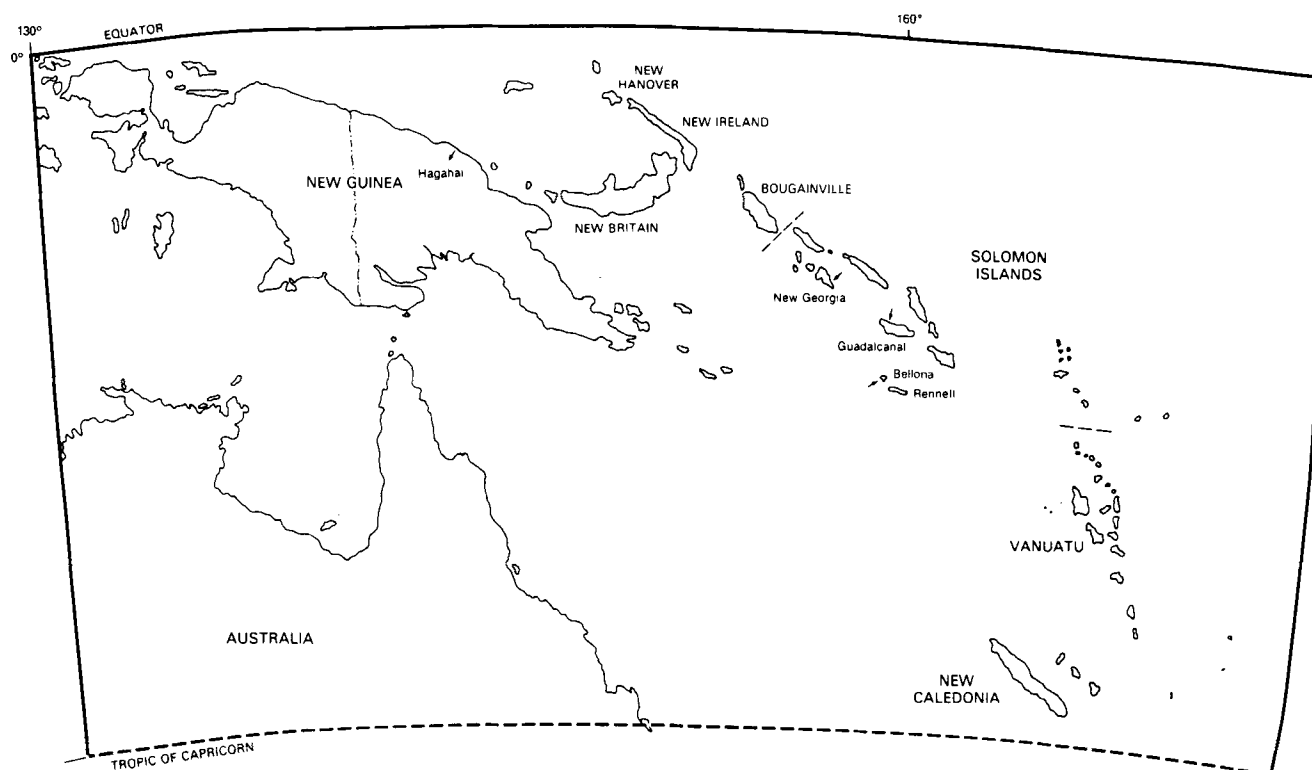 130°
EQUATOR
160°
0°
NEW
HANOVER
NEW IRELAND
Hagahai
NEW GUINEA
BOUGAINVILLE
NEW BRITAIN
SOLOMON
ISLANDS
New Georgia
Guadalcanal
Bellona
Rennell
VANUATU
AUSTRALIA
NEW
CALEDONIA
TROPIC OF CAPRICORN